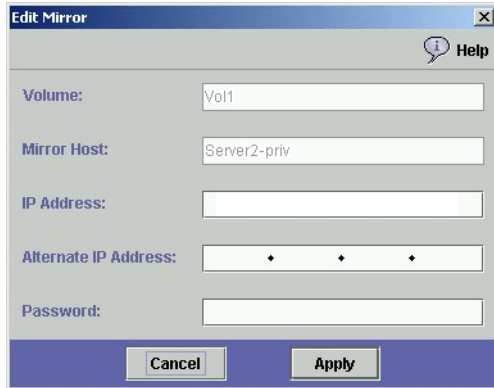 Edit Mirror
Help
Volume: Vol1
Mirror Host: Server2-priv
IP Address:
Alternate IP Address: . . .
Password:
Cancel Apply